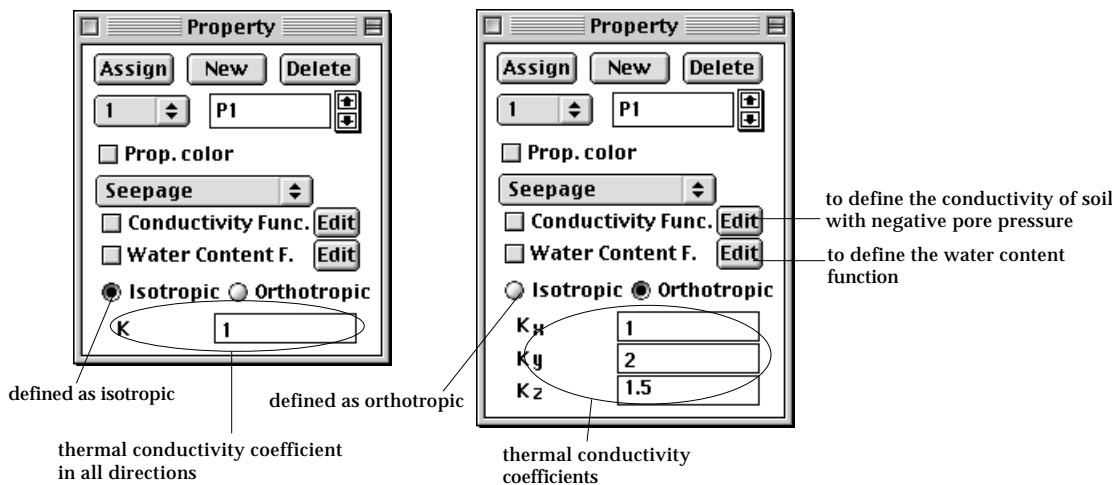 Property
Assign New Delete
1 P1
Prop. color
Seepage
Conductivity Func. Edit
Water Content F. Edit
Isotropic Orthotropic
K 1
defined as isotropic
thermal conductivity coefficient
in all directions
Property
Assign New Delete
1 P1
Prop. color
Seepage
Conductivity Func. Edit
Water Content F. Edit
Isotropic Orthotropic
Kx 1
Ky 2
Kz 1.5
to define the conductivity of soil
with negative pore pressure
to define the water content
function
defined as orthotropic
thermal conductivity
coefficients